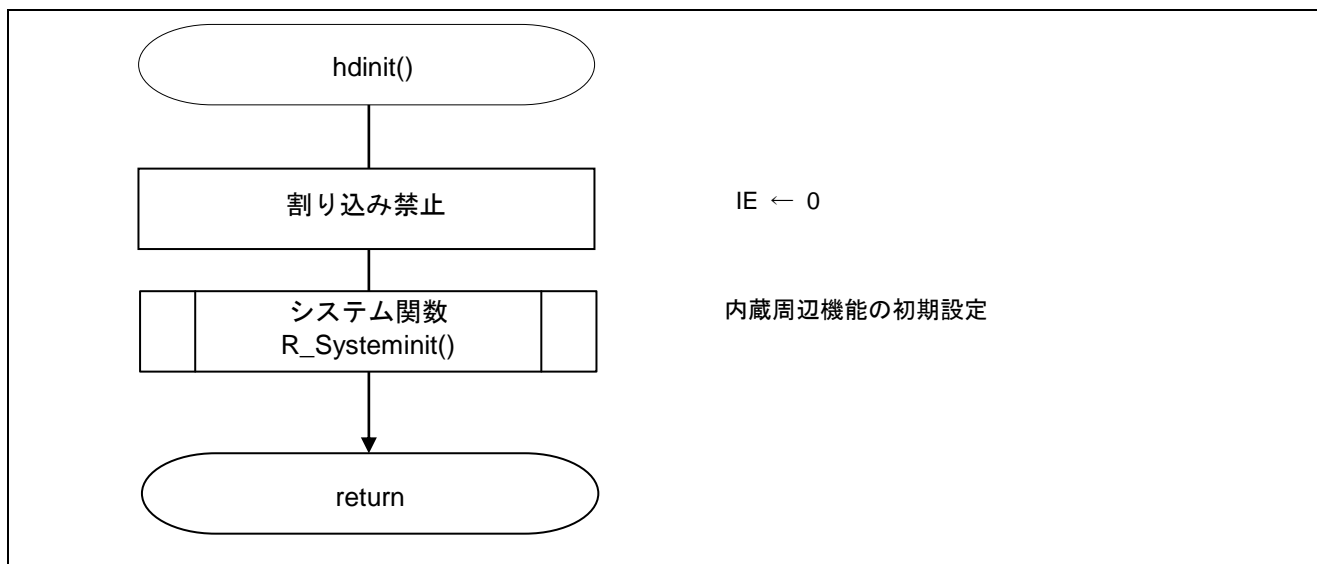 hdinit()
割り込み禁止
IE ← 0
システム関数
R_Systeminit()
内蔵周辺機能の初期設定
return